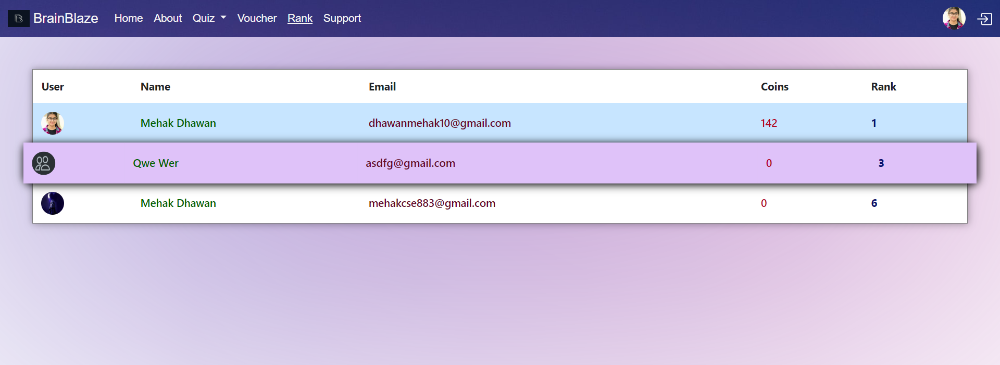 BrainBlaze Home About Quiz Voucher Rank Support
User Name Email Coins Rank
Mehak Dhawan dhawanmehak10@gmail.com 142 1
Qwe Wer asdfg@gmail.com 0 3
Mehak Dhawan mehakcse883@gmail.com 0 6